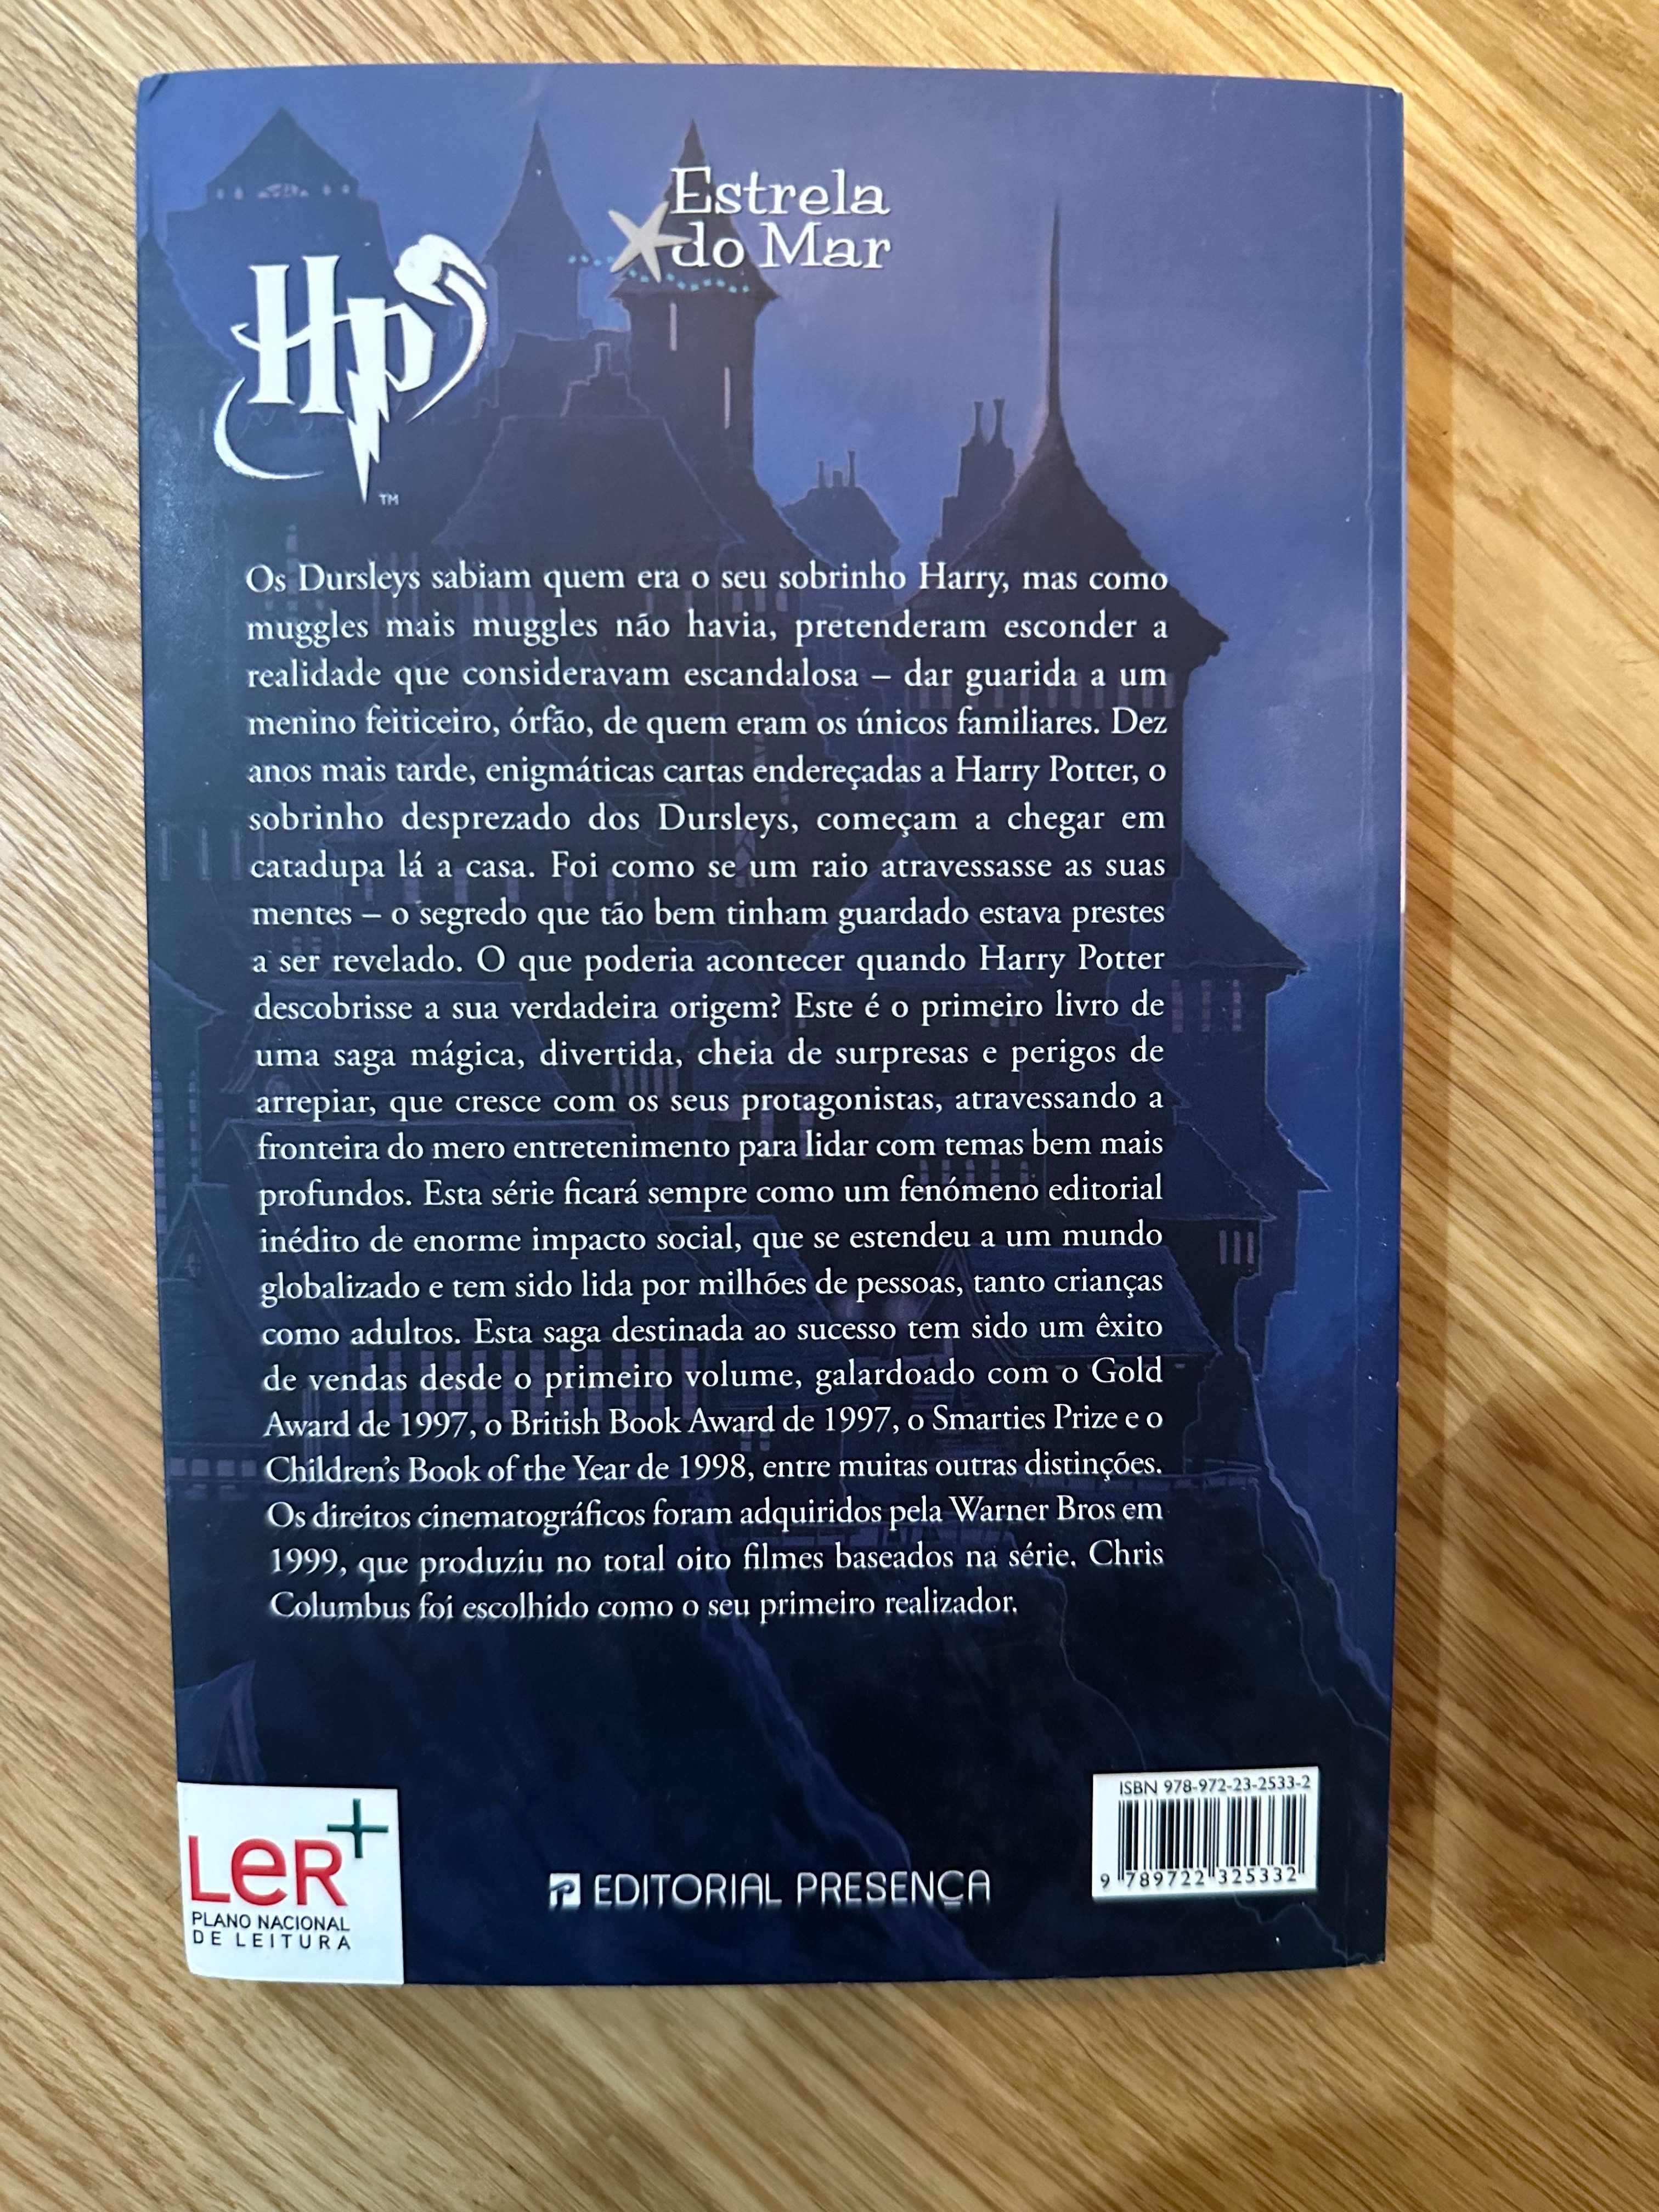 Estrela
do Mar
Hp
TM
Os Dursleys sabiam quem era o seu sobrinho Harry, mas como
muggles mais muggles não havia, pretenderam esconder a
realidade que consideravam escandalosa – dar guarida a um
menino feiticeiro, órfão, de quem eram os únicos familiares. Dez
anos mais tarde, enigmáticas cartas endereçadas a Harry Potter, o
sobrinho desprezado dos Dursleys, começam a chegar em
catadupa lá a casa. Foi como se um raio atravessasse as suas
mentes – o segredo que tão bem tinham guardado estava prestes
a ser revelado. O que poderia acontecer quando Harry Potter
descobrisse a sua verdadeira origem? Este é o primeiro livro de
uma saga mágica, divertida, cheia de surpresas e perigos de
arrepiar, que cresce com os seus protagonistas, atravessando a
fronteira do mero entretenimento para lidar com temas bem mais
profundos. Esta série ficará sempre como um fenómeno editorial
inédito de enorme impacto social, que se estendeu a um mundo
globalizado e tem sido lida por milhões de pessoas, tanto crianças
como adultos. Esta saga destinada ao sucesso tem sido um êxito
de vendas desde o primeiro volume, galardoado com o Gold
Award de 1997, o British Book Award de 1997, o Smarties Prize e o
Children's Book of the Year de 1998, entre muitas outras distinções.
Os direitos cinematográficos foram adquiridos pela Warner Bros em
1999, que produziu no total oito filmes baseados na série. Chris
Columbus foi escolhido como o seu primeiro realizador.
LeR+
PLANO NACIONAL
DE LEITURA
EDITORIAL PRESENÇA
ISBN 978-972-23-2533-2
9 789722 325332